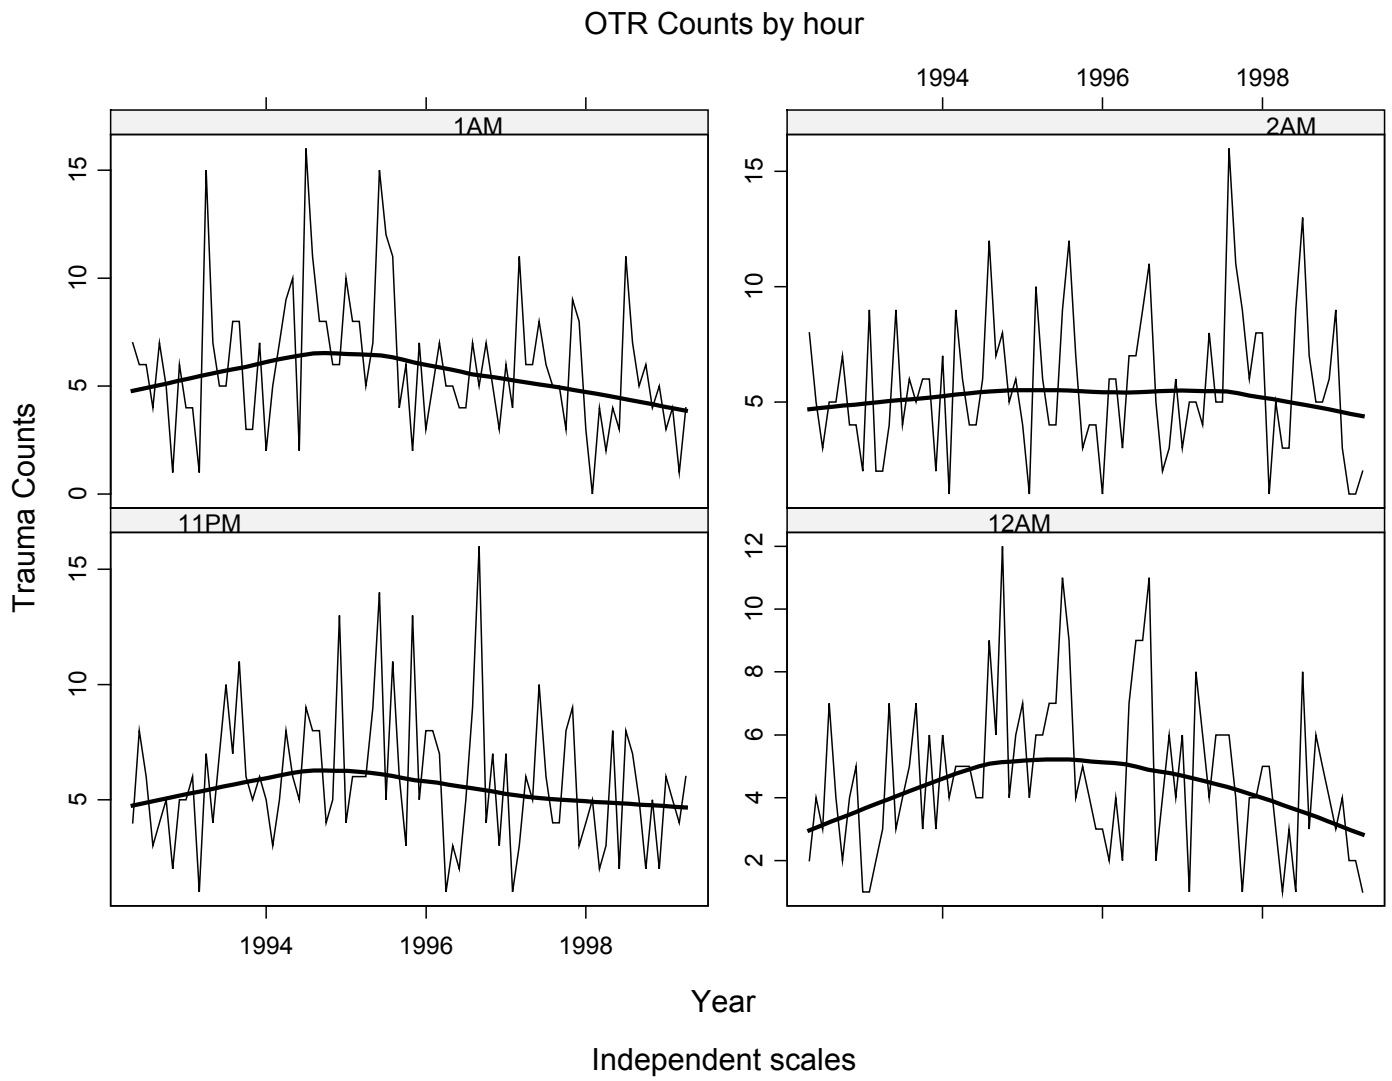 OTR Counts by hour
1994 1996 1998
1AM 2AM
15 10 5 0
15 10 5
Trauma Counts
11PM 12AM
15 10 5
12 10 8 6 4 2
1994 1996 1998
Year
Independent scales